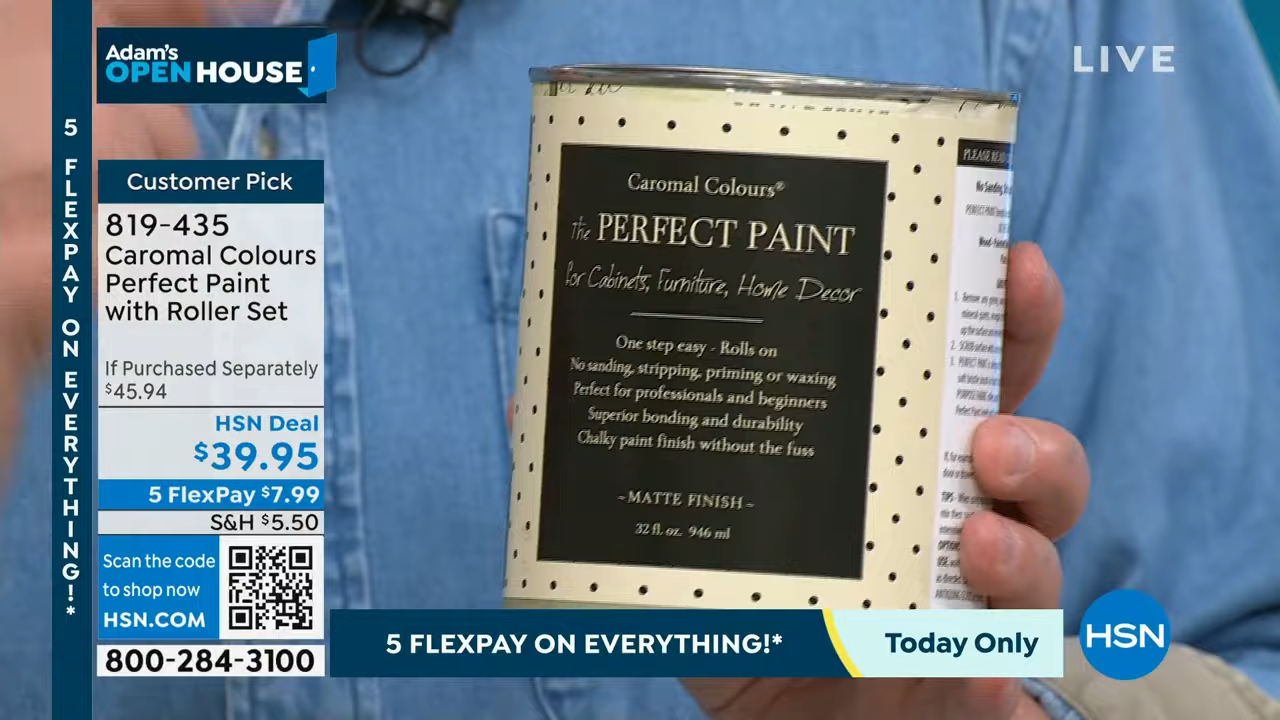 Adam's
OPEN HOUSE
LIVE
5 FLEXPAY ON EVERYTHING!*
Customer Pick
819-435
Caromal Colours
Perfect Paint
with Roller Set
If Purchased Separately
$45.94
HSN Deal
$39.95
5 FlexPay $7.99
S&H $5.50
Scan the code
to shop now
HSN.COM
800-284-3100
Caromal Colours®
the PERFECT PAINT
for Cabinets, Furniture, Home Decor
One step easy - Rolls on
No sanding, stripping, priming or waxing
Perfect for professionals and beginners
Superior bonding and durability
Chalky paint finish without the fuss
~MATTE FINISH~
32 fl. oz. 946 ml
PLEASE READ
No Sanding
5 FLEXPAY ON EVERYTHING!*
Today Only
HSN